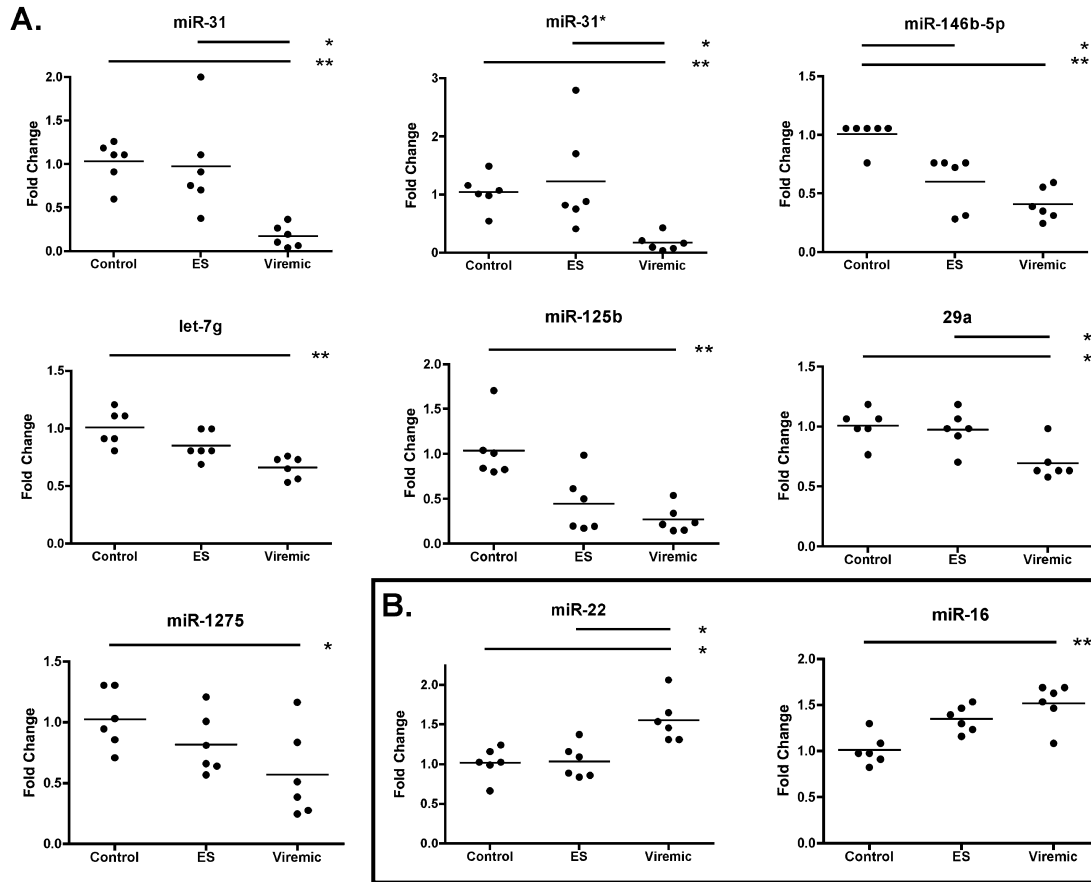 A.
miR-31
*
**
Fold Change
2.0
1.5
1.0
0.5
0.0
Control ES Viremic
miR-31*
*
**
Fold Change
3
2
1
0
Control ES Viremic
miR-146b-5p
*
**
Fold Change
1.5
1.0
0.5
0.0
Control ES Viremic
let-7g
**
Fold Change
1.5
1.0
0.5
0.0
Control ES Viremic
miR-125b
**
Fold Change
2.0
1.5
1.0
0.5
0.0
Control ES Viremic
29a
*
*
Fold Change
1.5
1.0
0.5
0.0
Control ES Viremic
miR-1275
*
Fold Change
1.5
1.0
0.5
0.0
Control ES Viremic
B.
miR-22
*
*
Fold Change
2.0
1.5
1.0
0.5
0.0
Control ES Viremic
miR-16
**
Fold Change
2.0
1.5
1.0
0.5
0.0
Control ES Viremic